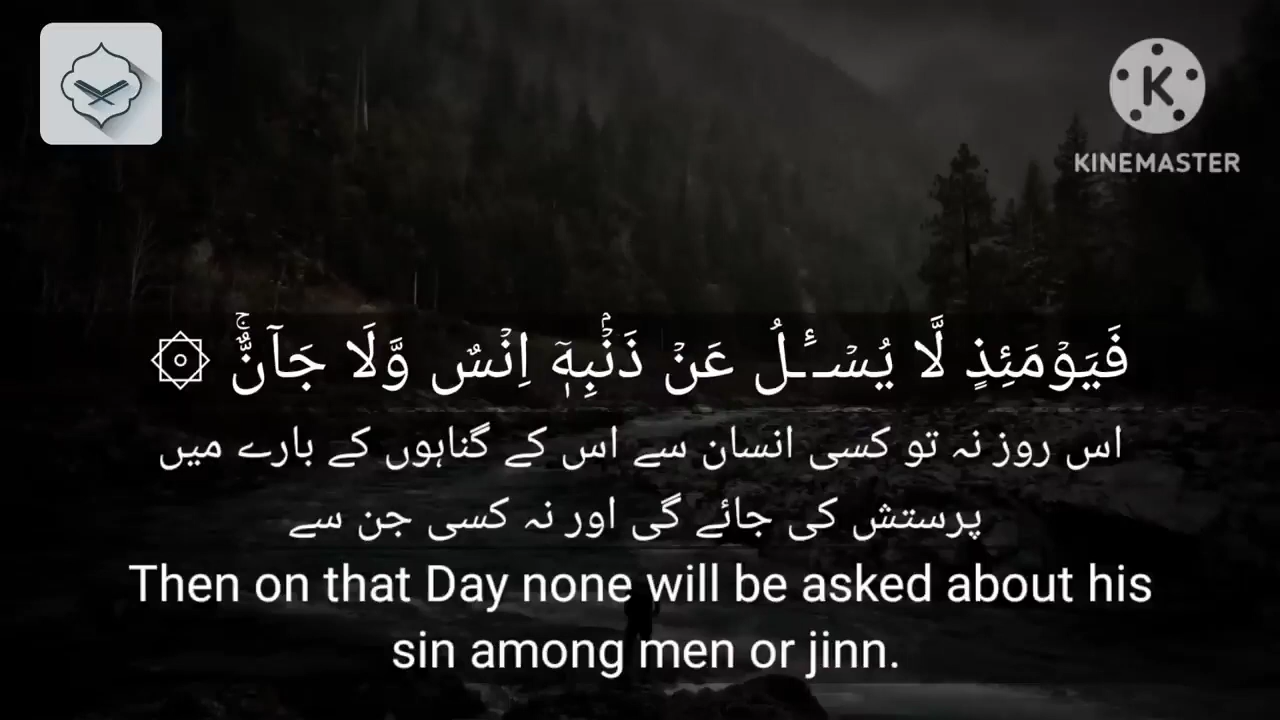 KINEMASTER
فَيَوۡمَئِذٍ لَّا يُسۡـَٔـلُ عَنۡ ذَنۡۢبِهٖۤ اِنۡسٌ وَّلَا جَآنٌّ​ۚ‏ ۞
اس روز نہ تو کسی انسان سے اس کے گناہوں کے بارے میں
پرستش کی جائے گی اور نہ کسی جن سے
Then on that Day none will be asked about his
sin among men or jinn.